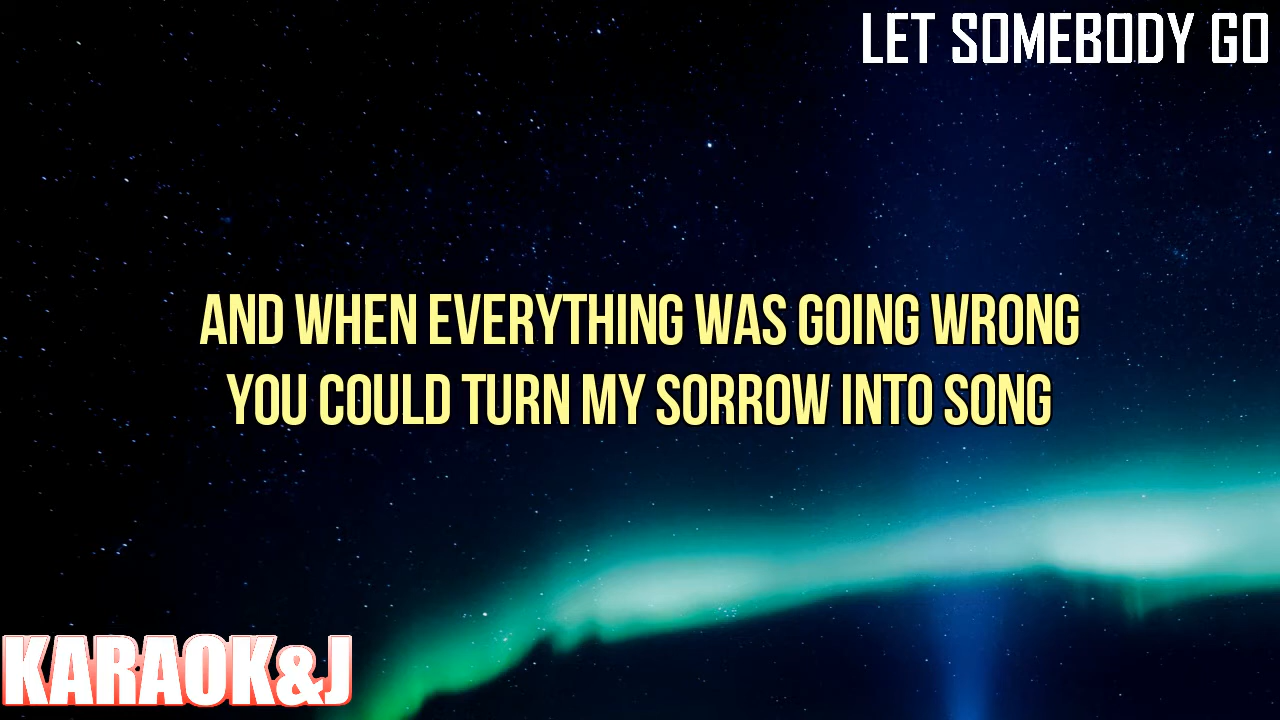 LET SOMEBODY GO
AND WHEN EVERYTHING WAS GOING WRONG
YOU COULD TURN MY SORROW INTO SONG
KARAOK&J